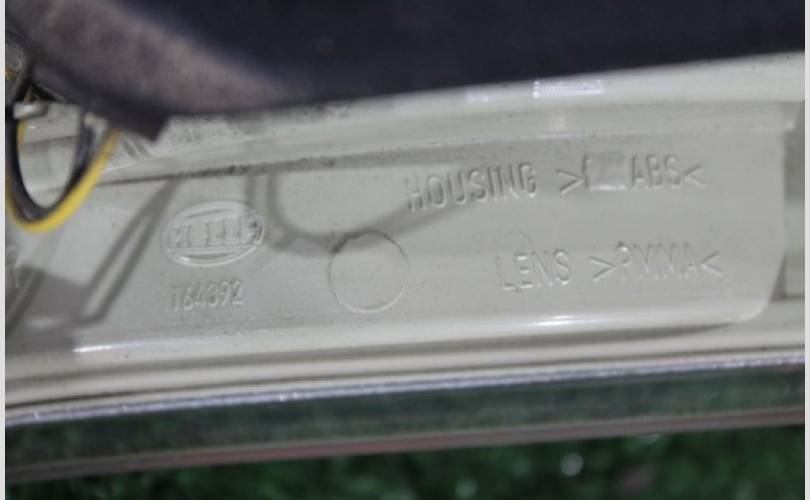 HOUSING > ABS<
HELLA
LENS >PMMA<
164392